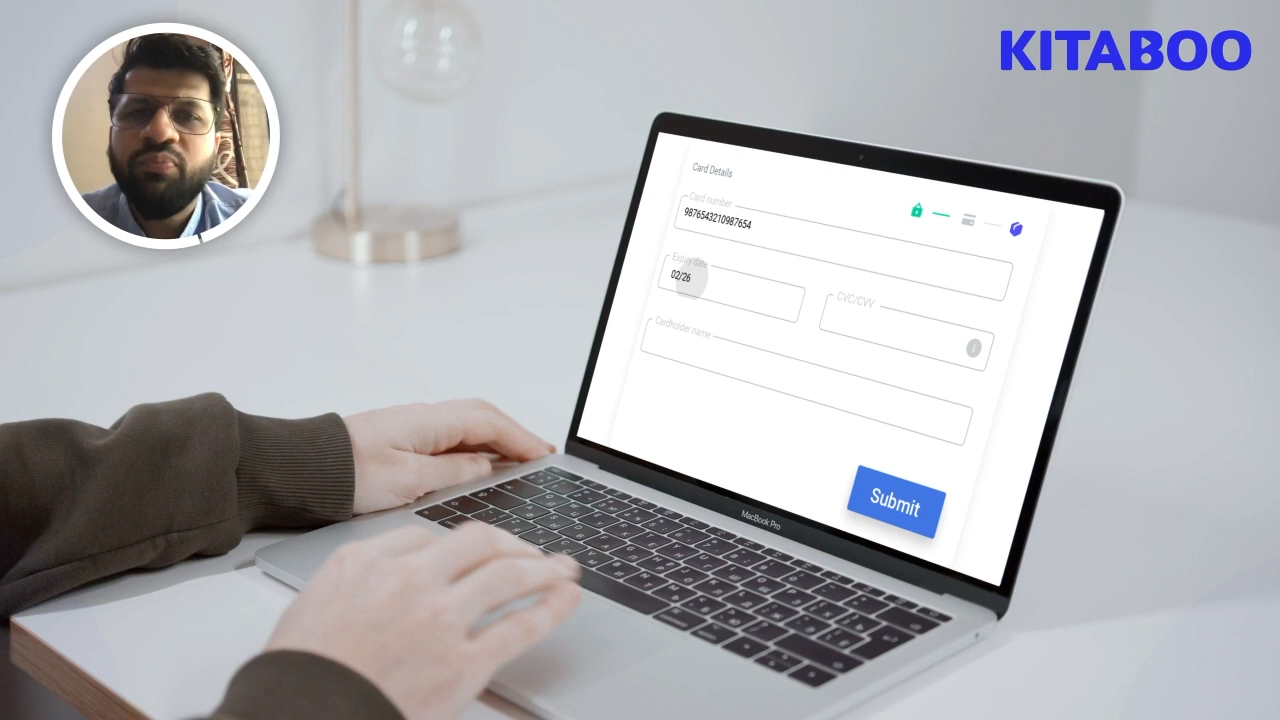 KITABOO
Card Details
Card number
9876543210987654
Expiry date
02/26
CVC/CVV
Cardholder name
Submit
MacBook Pro